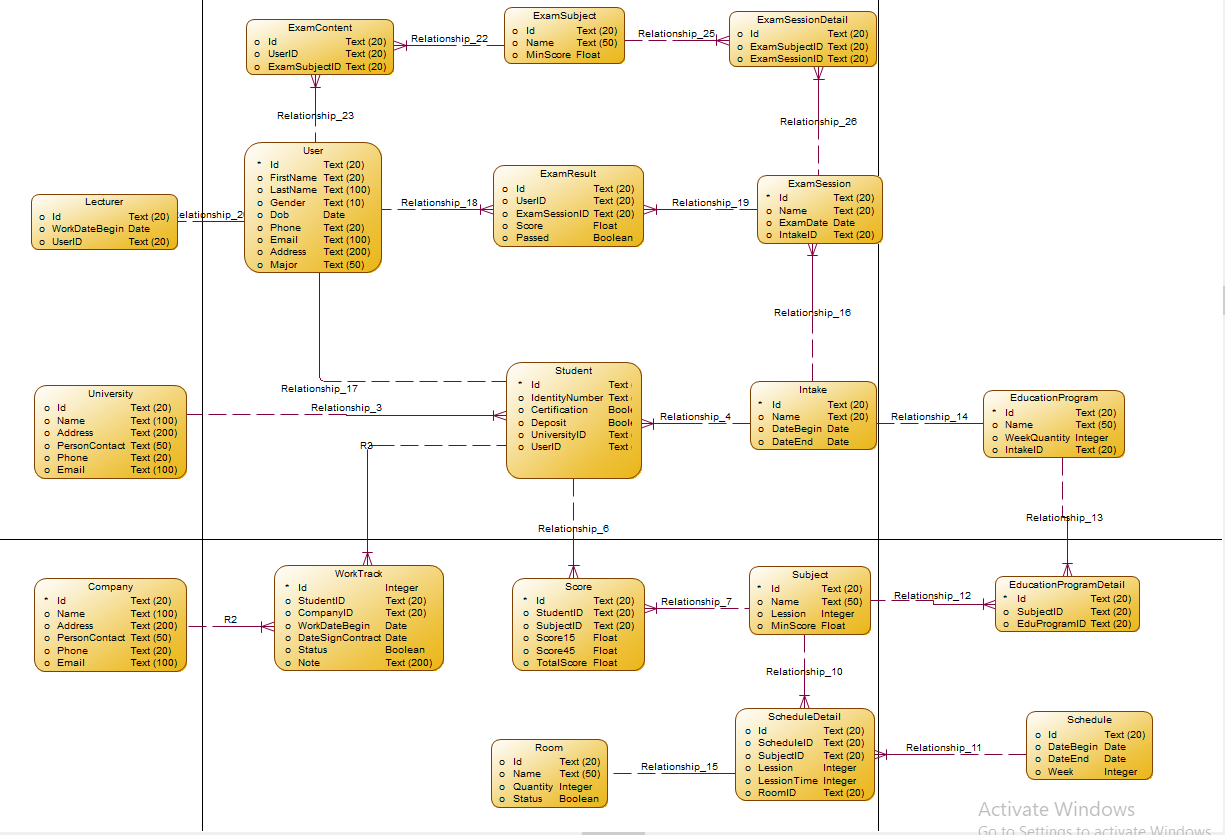 ExamContent
Id Text (20)
UserID Text (20)
ExamSubjectID Text (20)
Relationship_22
ExamSubject
Id Text (20)
Name Text (50)
MinScore Float
Relationship_25
ExamSessionDetail
Id Text (20)
ExamSubjectID Text (20)
ExamSessionID Text (20)
Relationship_23
Relationship_26
Lecturer
Id Text (20)
WorkDateBegin Date
UserID Text (20)
elationship_20
User
* Id Text (20)
FirstName Text (20)
LastName Text (100)
Gender Text (10)
Dob Date
Phone Text (20)
Email Text (100)
Address Text (200)
Major Text (50)
Relationship_18
ExamResult
Id Text (20)
UserID Text (20)
ExamSessionID Text (20)
Score Float
Passed Boolean
Relationship_19
ExamSession
* Id Text (20)
Name Text (20)
ExamDate Date
IntakeID Text (20)
Relationship_16
Relationship_17
University
Id Text (20)
Name Text (100)
Address Text (200)
PersonContact Text (50)
Phone Text (20)
Email Text (100)
Relationship_3
R3
Student
* Id Text
IdentityNumber Text
Certification Boole
Deposit Boole
UniversityID Text
UserID Text
Relationship_4
Intake
* Id Text (20)
Name Text (20)
DateBegin Date
DateEnd Date
Relationship_14
EducationProgram
* Id Text (20)
Name Text (50)
WeekQuantity Integer
IntakeID Text (20)
Relationship_6
Relationship_13
Company
* Id Text (20)
Name Text (100)
Address Text (200)
PersonContact Text (50)
Phone Text (20)
Email Text (100)
R2
WorkTrack
* Id Integer
StudentID Text (20)
CompanyID Text (20)
WorkDateBegin Date
DateSignContract Date
Status Boolean
Note Text (200)
Score
* Id Text (20)
StudentID Text (20)
SubjectID Text (20)
Score15 Float
Score45 Float
TotalScore Float
Relationship_7
Subject
* Id Text (20)
Name Text (50)
Lession Integer
MinScore Float
Relationship_12
EducationProgramDetail
* Id Text (20)
SubjectID Text (20)
EduProgramID Text (20)
Relationship_10
Room
Id Text (20)
Name Text (50)
Quantity Integer
Status Boolean
Relationship_15
ScheduleDetail
Id Text (20)
ScheduleID Text (20)
SubjectID Text (20)
Lession Integer
LessionTime Integer
RoomID Text (20)
Relationship_11
Schedule
Id Text (20)
DateBegin Date
DateEnd Date
Week Integer
Activate Windows
Go to Settings to activate Windows.